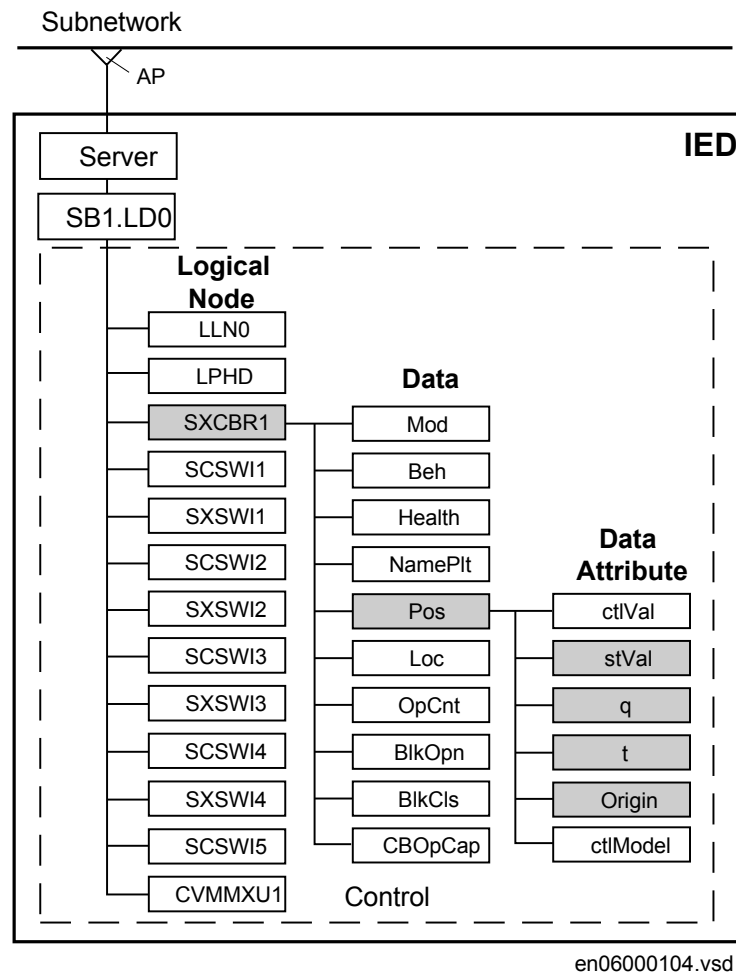 Subnetwork
AP
IED
Server
SB1.LD0
Logical
Node
LLN0
LPHD
SXCBR1
SCSWI1
SXSWI1
SCSWI2
SXSWI2
SCSWI3
SXSWI3
SCSWI4
SXSWI4
SCSWI5
CVMMXU1
Data
Mod
Beh
Health
NamePlt
Pos
Loc
OpCnt
BlkOpn
BlkCls
CBOpCap
Data
Attribute
ctlVal
stVal
q
t
Origin
ctlModel
Control
en06000104.vsd